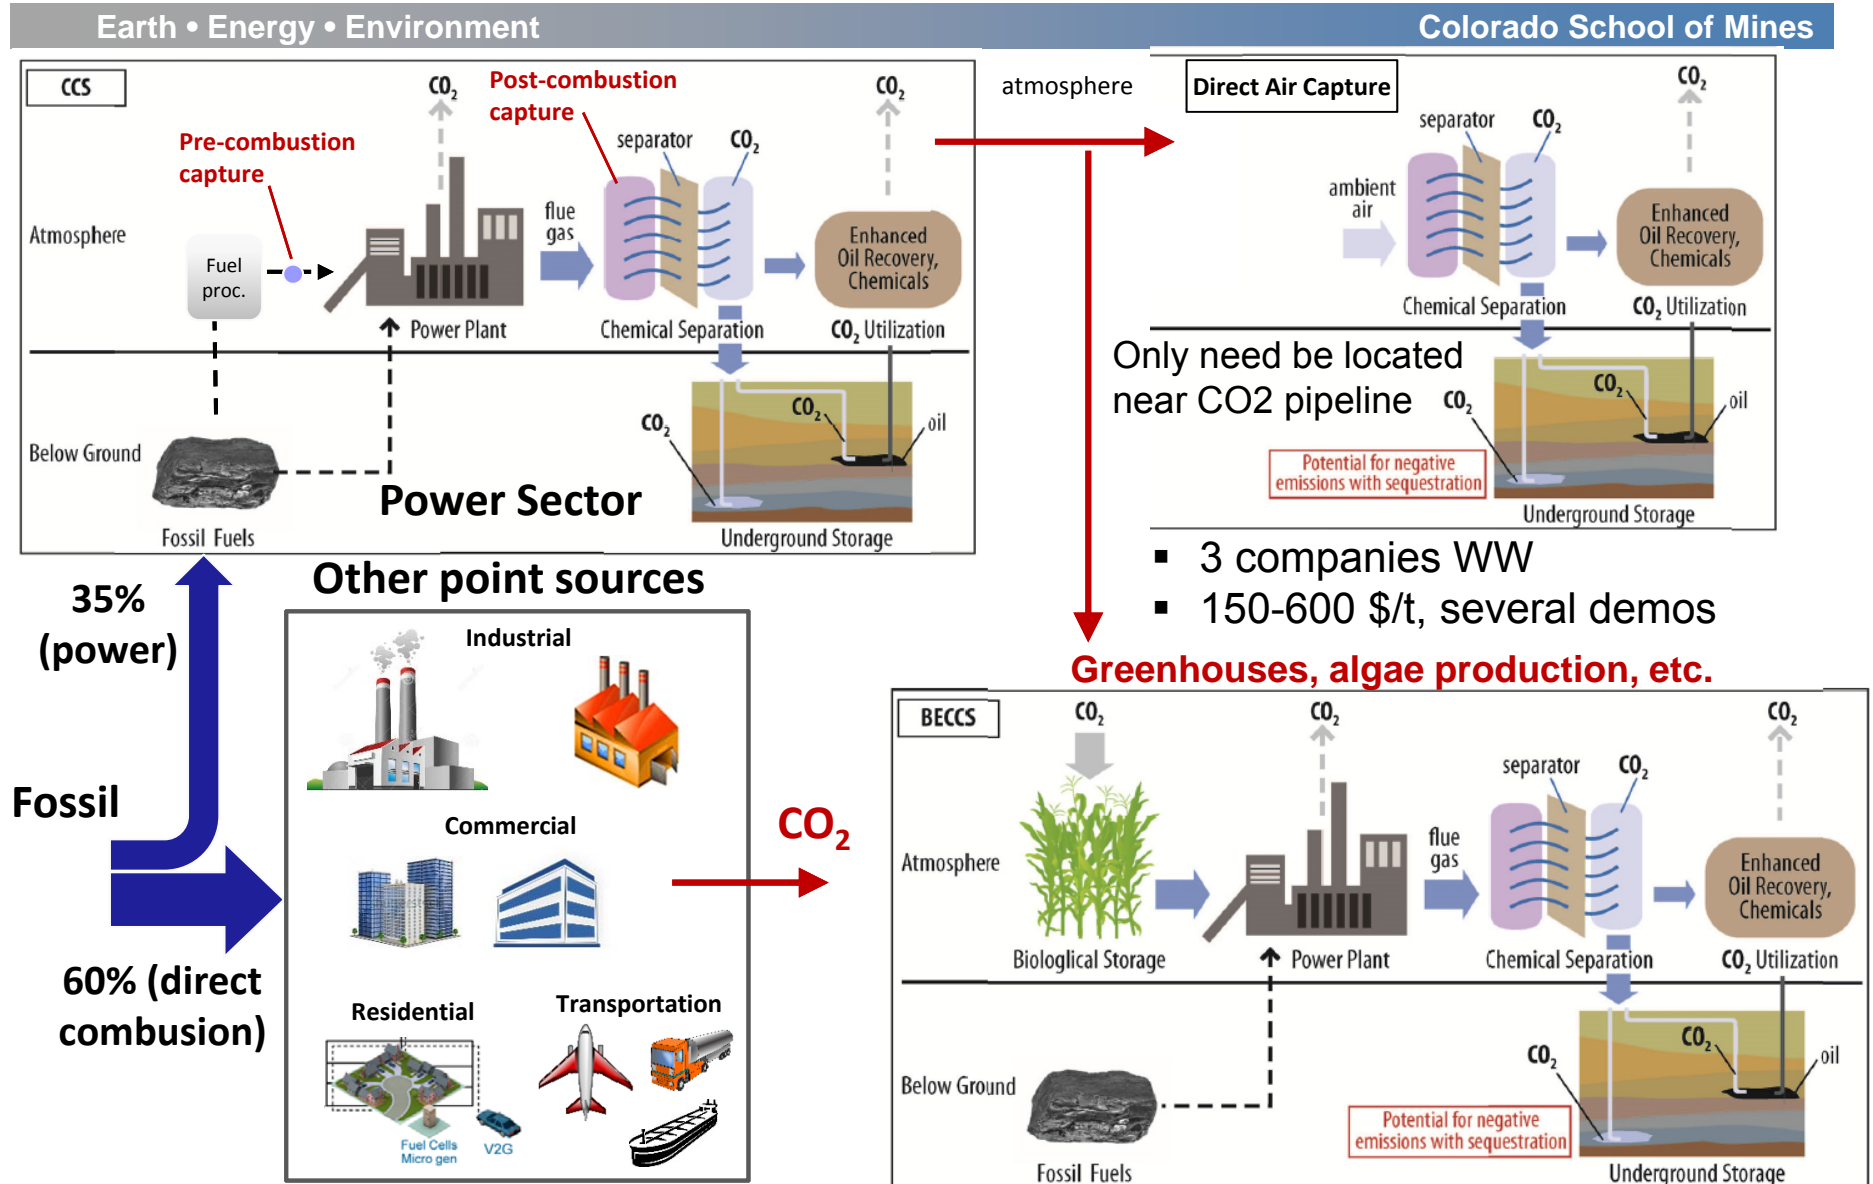 Earth • Energy • Environment
Colorado School of Mines
CCS
CO2
Post-combustion
capture
Pre-combustion
capture
separator
CO2
CO2
Atmosphere
Fuel
proc.
flue
gas
Enhanced
Oil Recovery,
Chemicals
Power Plant
Chemical Separation
CO2 Utilization
Below Ground
CO2
CO2
oil
Power Sector
Fossil Fuels
Underground Storage
atmosphere
Direct Air Capture
separator
CO2
CO2
ambient
air
Enhanced
Oil Recovery,
Chemicals
Chemical Separation
CO2 Utilization
Only need be located
near CO2 pipeline
CO2
CO2
oil
Potential for negative
emissions with sequestration
Underground Storage
▪ 3 companies WW
▪ 150-600 $/t, several demos
Greenhouses, algae production, etc.
35%
(power)
Fossil
60% (direct
combusion)
Other point sources
Industrial
Commercial
Residential
Transportation
Fuel Cells
Micro gen
V2G
CO2
BECCS
CO2
CO2
CO2
separator
CO2
Atmosphere
flue
gas
Enhanced
Oil Recovery,
Chemicals
Bioglogical Storage
Power Plant
Chemical Separation
CO2 Utilization
Below Ground
CO2
CO2
oil
Potential for negative
emissions with sequestration
Fossil Fuels
Underground Storage